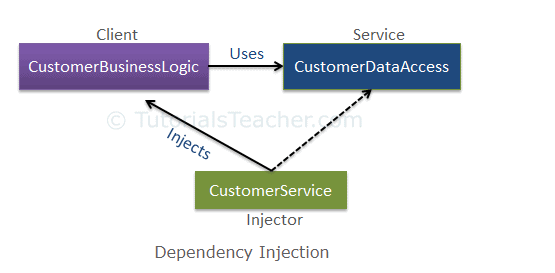 Client
Service
CustomerBusinessLogic
Uses
CustomerDataAccess
© TutorialsTeacher.com
Injects
CustomerService
Injector
Dependency Injection